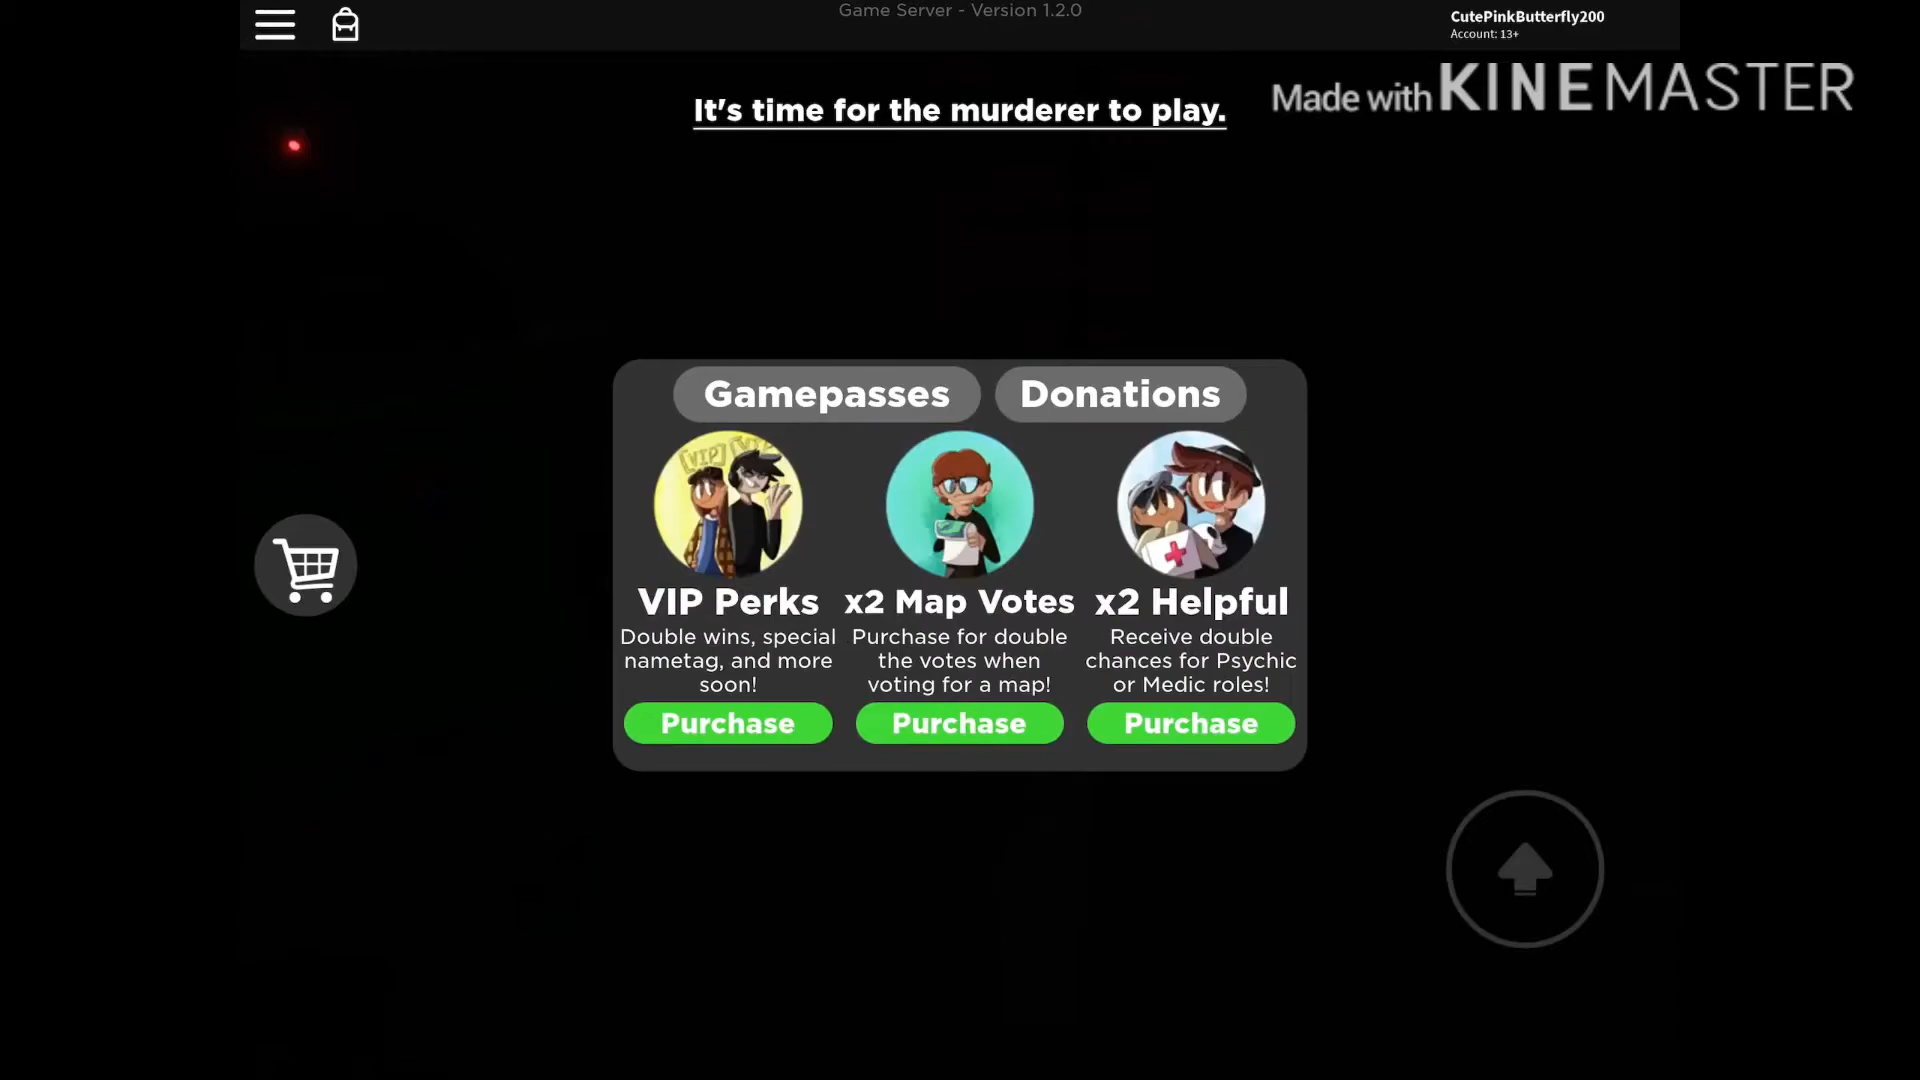 Game Server - Version 1.2.0
CutePinkButterfly200
Account: 13+
Made with KINEMASTER
It's time for the murderer to play.
Gamepasses
Donations
VIP
VIP Perks
Double wins, special
nametag, and more
soon!
Purchase
x2 Map Votes
Purchase for double
the votes when
voting for a map!
Purchase
x2 Helpful
Receive double
chances for Psychic
or Medic roles!
Purchase